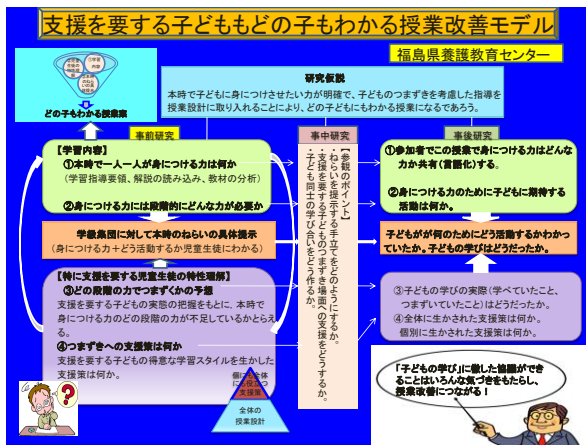 支援を要する子どももどの子もわかる授業改善モデル
福島県養護教育センター
どの子もわかる授業案
研究仮説
本時で子どもに身につけさせたい力が明確で、子どものつまずきを考慮した指導を
授業設計に取り入れることにより、どの子どもにもわかる授業になるであろう。
事前研究
【学習内容】
①本時で一人一人が身につける力は何か
(学習指導要領、解説の読み込み、教材の分析)
②身につける力には段階的にどんな力が必要か
学級集団に対して本時のねらいの具体提示
(身につける力＋どう活動するか児童生徒にわかる)
【特に支援を要する児童生徒の特性理解】
③どの段階の力でつまずくかの予想
支援を要する子どもの実態の把握をもとに、本時で
身につける力のどの段階の力が不足しているかとらえ
る。
④つまずきへの支援策は何か
支援を要する子どもの得意な学習スタイルを生かした
支援策は何か。
個にも全体
にも役立つ
支援策
全体の
授業設計
事中研究
【参観のポイント】
・ねらいを提示する手立てをどのようにするか。
・支援を要する子どものつまずき場面への支援をどうするか。
・子ども同士の学び合いをどう作るか。
事後研究
①参加者でこの授業で身につける力はどんな
力か共有(言語化)する。
②身につける力のために子どもに期待する
活動は何か。
子どもがが何のためにどう活動するかわかっ
ていたか。子どもの学びはどうだったか。
③子どもの学びの実際(学べていたこと、
つまずいていたこと)はどうだったか。
④全体に生かされた支援策は何か。
個別に生かされた支援策は何か。
「子どもの学び」に徹した協議がで
きることはいろんな気づきをもたらし、
授業改善につながる！